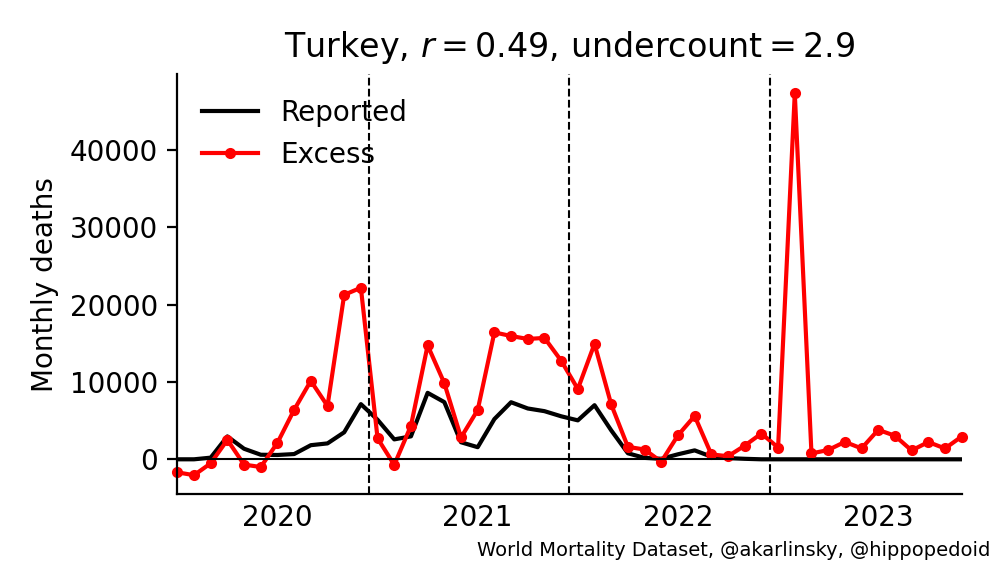 Turkey, r = 0.49, undercount = 2.9
Reported
Excess
Monthly deaths
40000
30000
20000
10000
0
2020 2021 2022 2023
World Mortality Dataset, @akarlinsky, @hippopedoid